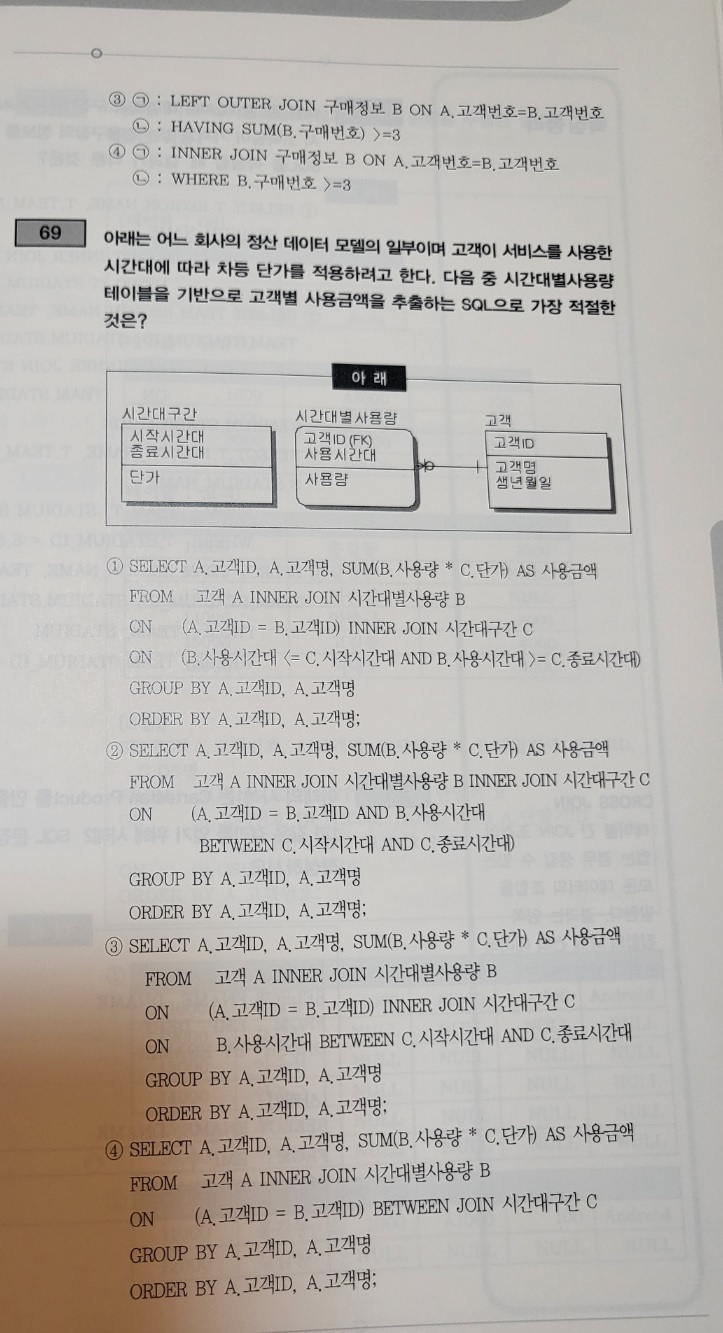 ③ ㉠ : LEFT OUTER JOIN 구매정보 B ON A.고객번호=B.고객번호
㉡ : HAVING SUM(B.구매번호) >=3
④ ㉠ : INNER JOIN 구매정보 B ON A.고객번호=B.고객번호
㉡ : WHERE B.구매번호 >=3
69
아래는 어느 회사의 정산 데이터 모델의 일부이며 고객이 서비스를 사용한
시간대에 따라 차등 단가를 적용하려고 한다. 다음 중 시간대별사용량
테이블을 기반으로 고객별 사용금액을 추출하는 SQL으로 가장 적절한
것은?
아 래
시간대구간
시작시간대
종료시간대
단가
시간대별사용량
고객ID (FK)
사용시간대
사용량
고객
고객ID
고객명
생년월일
① SELECT A.고객ID, A.고객명, SUM(B.사용량 * C.단가) AS 사용금액
FROM 고객 A INNER JOIN 시간대별사용량 B
ON (A.고객ID = B.고객ID) INNER JOIN 시간대구간 C
ON (B.사용시간대 <= C.시작시간대 AND B.사용시간대 >= C.종료시간대)
GROUP BY A.고객ID, A.고객명
ORDER BY A.고객ID, A.고객명;
② SELECT A.고객ID, A.고객명, SUM(B.사용량 * C.단가) AS 사용금액
FROM 고객 A INNER JOIN 시간대별사용량 B INNER JOIN 시간대구간 C
ON (A.고객ID = B.고객ID AND B.사용시간대
BETWEEN C.시작시간대 AND C.종료시간대)
GROUP BY A.고객ID, A.고객명
ORDER BY A.고객ID, A.고객명;
③ SELECT A.고객ID, A.고객명, SUM(B.사용량 * C.단가) AS 사용금액
FROM 고객 A INNER JOIN 시간대별사용량 B
ON (A.고객ID = B.고객ID) INNER JOIN 시간대구간 C
ON B.사용시간대 BETWEEN C.시작시간대 AND C.종료시간대
GROUP BY A.고객ID, A.고객명
ORDER BY A.고객ID, A.고객명;
④ SELECT A.고객ID, A.고객명, SUM(B.사용량 * C.단가) AS 사용금액
FROM 고객 A INNER JOIN 시간대별사용량 B
ON (A.고객ID = B.고객ID) BETWEEN JOIN 시간대구간 C
GROUP BY A.고객ID, A.고객명
ORDER BY A.고객ID, A.고객명;